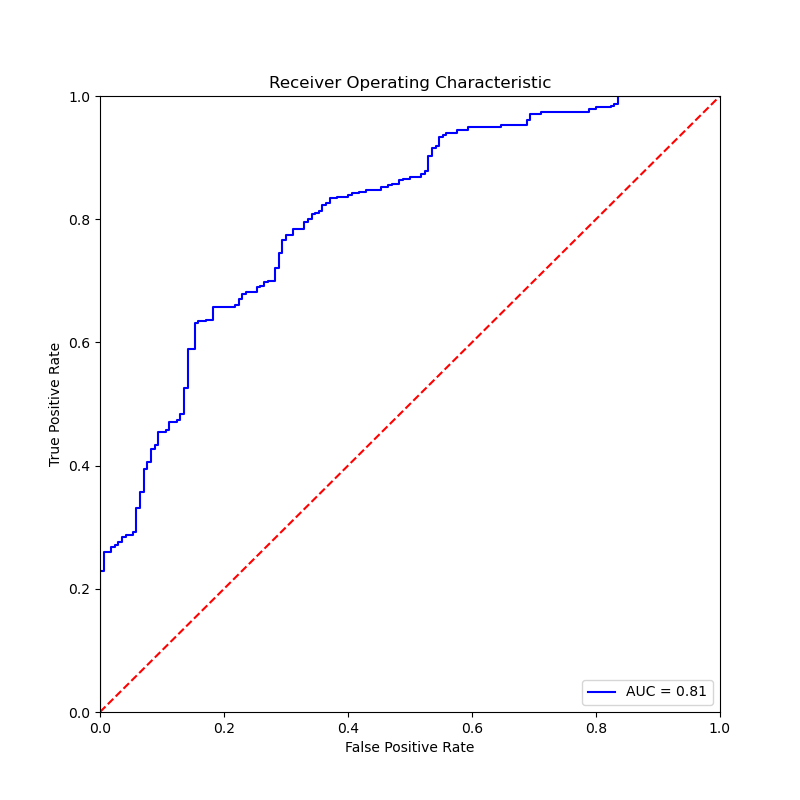 Receiver Operating Characteristic
True Positive Rate
1.0
0.8
0.6
0.4
0.2
0.0
AUC = 0.81
0.0 0.2 0.4 0.6 0.8 1.0
False Positive Rate